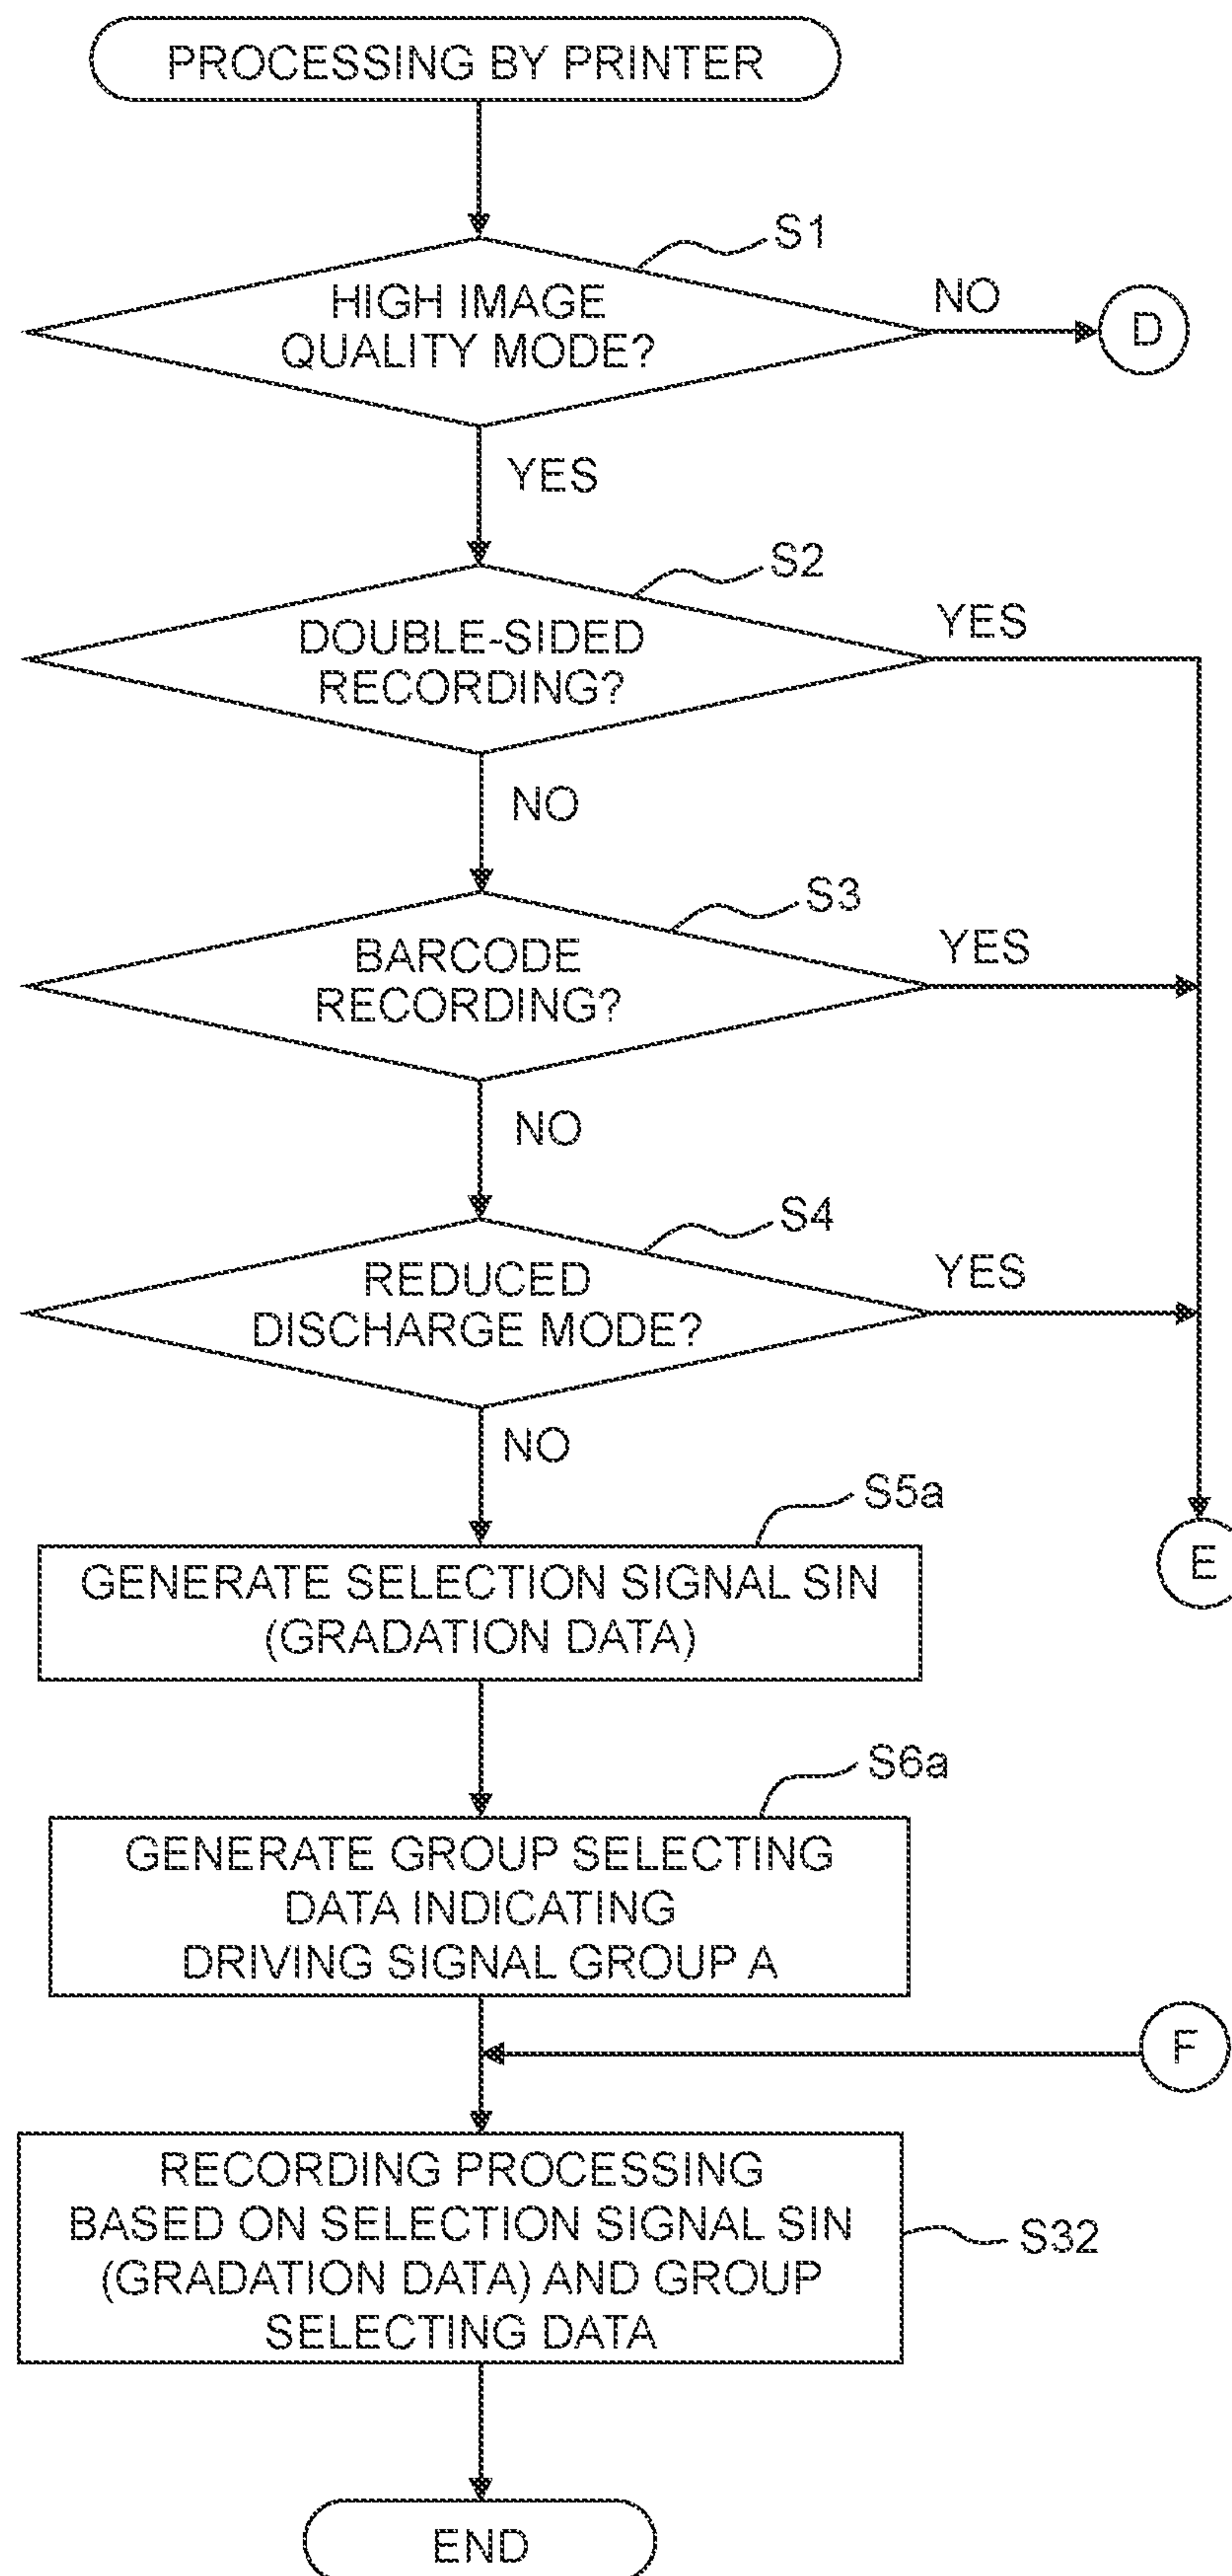 PROCESSING BY PRINTER
S1
HIGH IMAGE
QUALITY MODE?
NO
D
YES
S2
DOUBLE-SIDED
RECORDING?
YES
NO
S3
BARCODE
RECORDING?
YES
NO
S4
REDUCED
DISCHARGE MODE?
YES
NO
S5a
GENERATE SELECTION SIGNAL SIN
(GRADATION DATA)
E
S6a
GENERATE GROUP SELECTING
DATA INDICATING
DRIVING SIGNAL GROUP A
F
RECORDING PROCESSING
BASED ON SELECTION SIGNAL SIN
(GRADATION DATA) AND GROUP
SELECTING DATA
S32
END